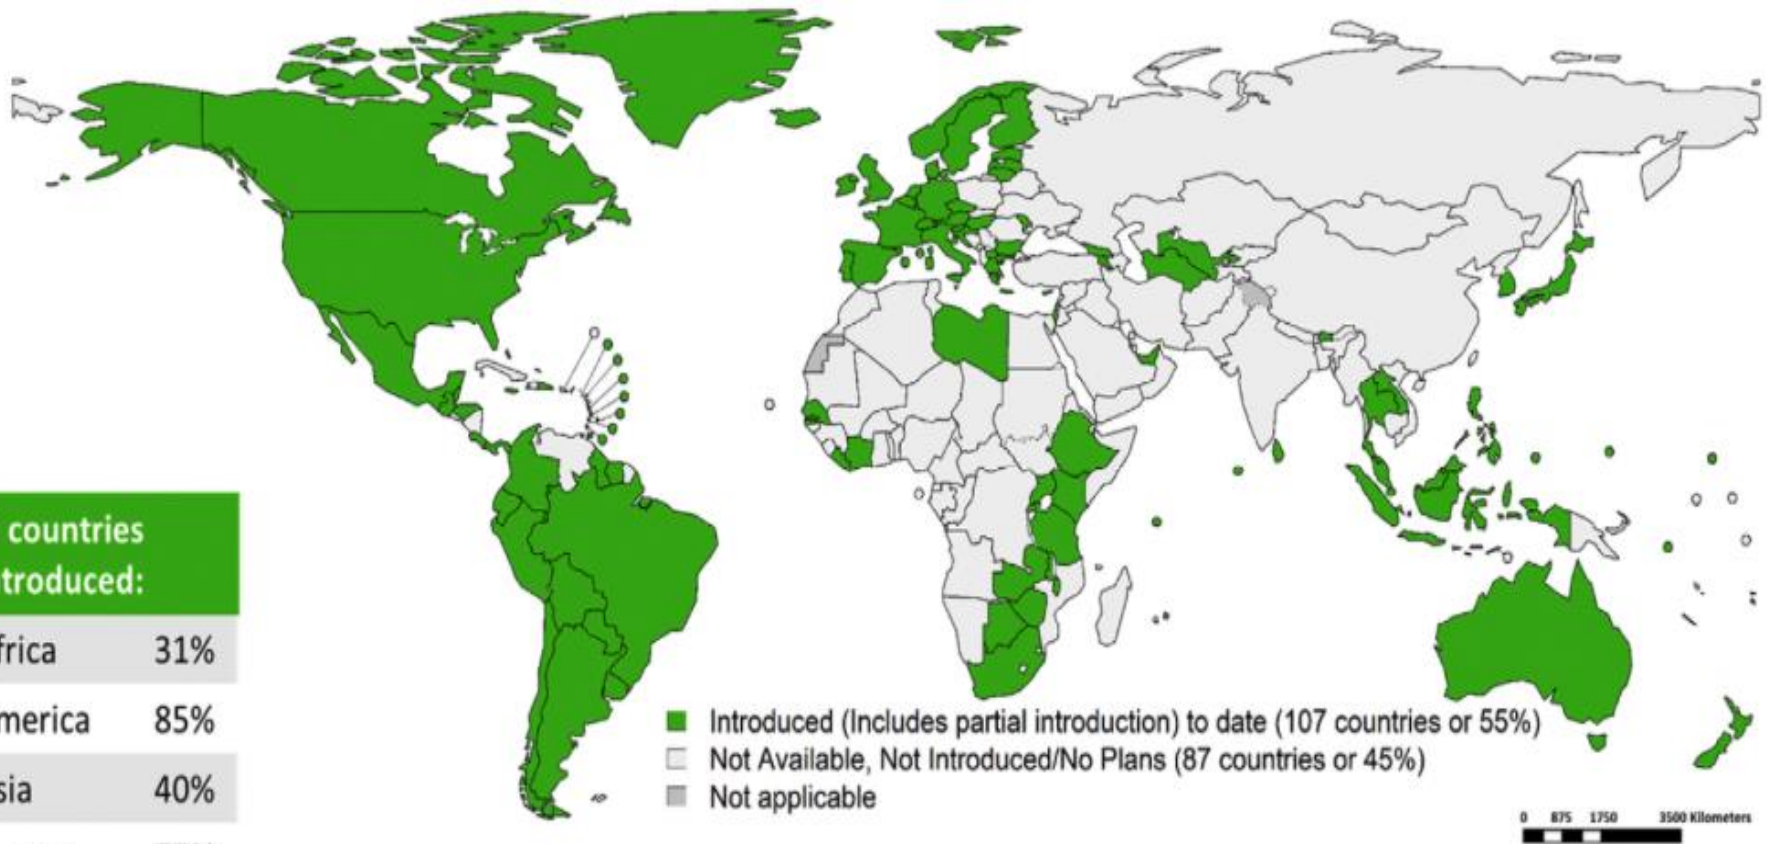 countries
troduced:
frica 31%
merica 85%
sia 40%
Introduced (Includes partial introduction) to date (107 countries or 55%)
Not Available, Not Introduced/No Plans (87 countries or 45%)
Not applicable
0 875 1750 3500 Kilometers